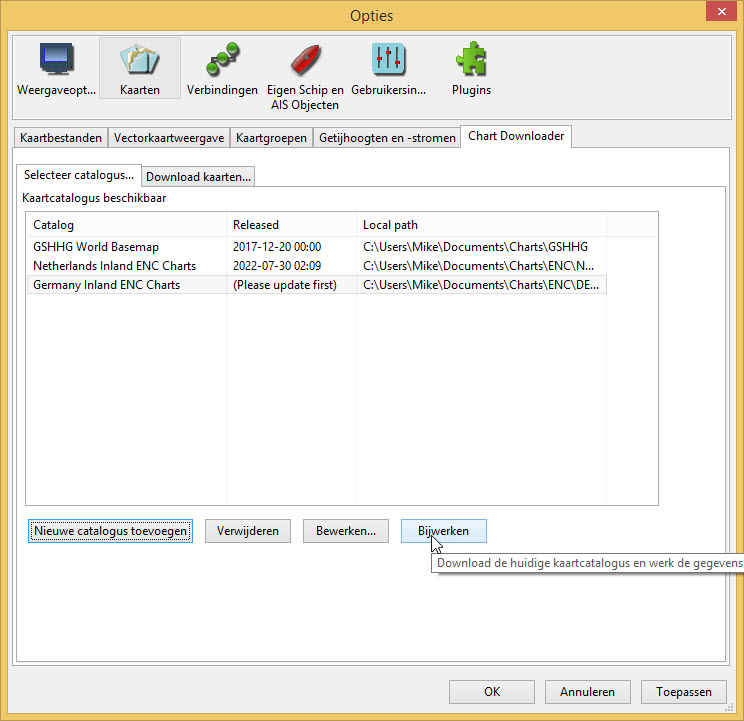 Opties
Weergaveopt... Kaarten Verbindingen Eigen Schip en Gebruikersin... Plugins
AIS Objecten
Kaartbestanden Vectorkaartweergave Kaartgroepen Getijhoogten en -stromen Chart Downloader
Selecteer catalogus... Download kaarten...
Kaartcatalogus beschikbaar
Catalog Released Local path
GSHHG World Basemap 2017-12-20 00:00 C:\Users\Mike\Documents\Charts\GSHHG
Netherlands Inland ENC Charts 2022-07-30 02:09 C:\Users\Mike\Documents\Charts\ENC\N...
Germany Inland ENC Charts (Please update first) C:\Users\Mike\Documents\Charts\ENC\DE...
Nieuwe catalogus toevoegen Verwijderen Bewerken... Bijwerken
Download de huidige kaartcatalogus en werk de gegevens
OK Annuleren Toepassen